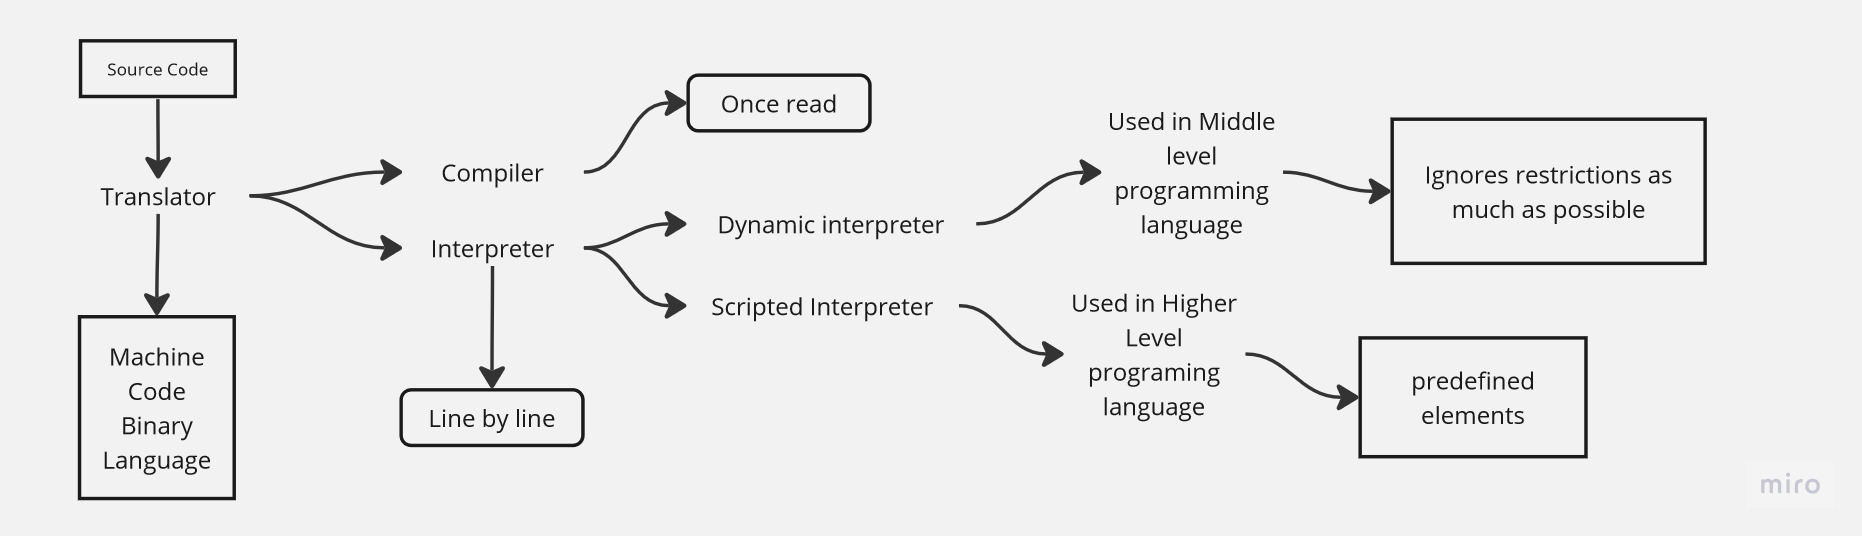 Source Code
Translator
Machine
Code
Binary
Language
Compiler
Interpreter
Line by line
Once read
Dynamic interpreter
Scripted Interpreter
Used in Middle
level
programming
language
Used in Higher
Level
programing
language
Ignores restrictions as
much as possible
predefined
elements
miro